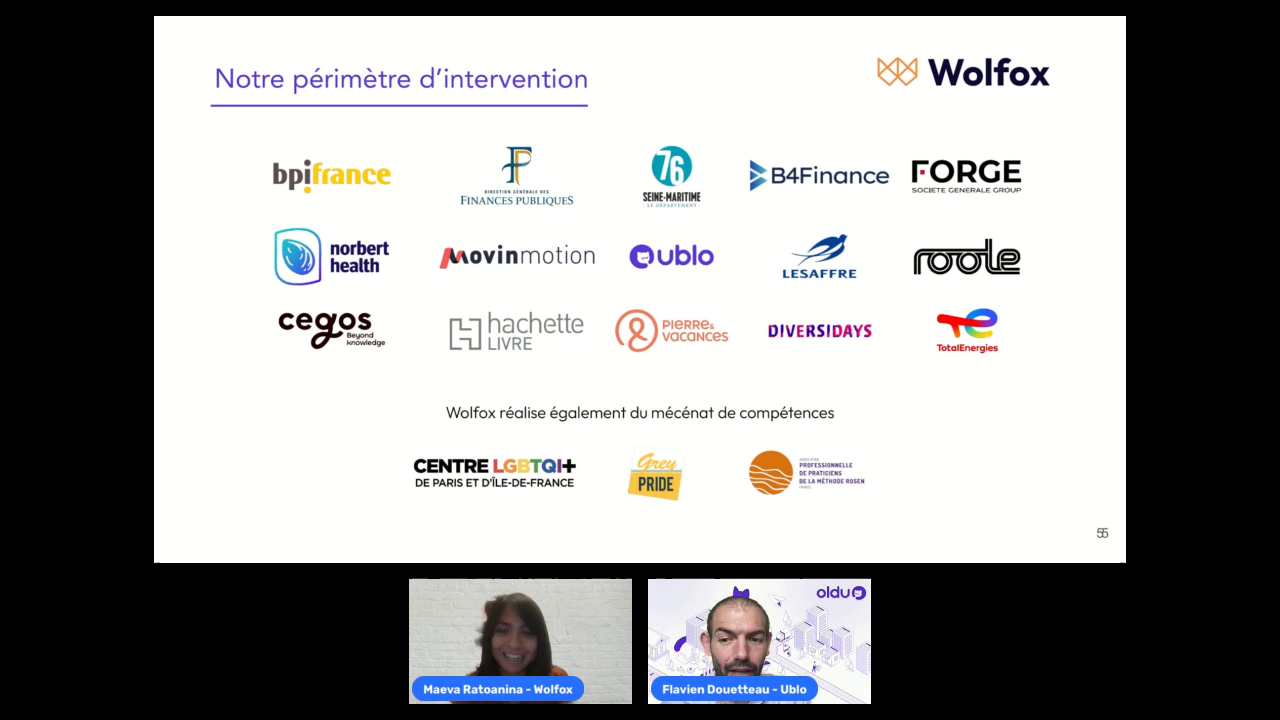 Notre périmètre d'intervention
Wolfox
bpifrance
DIRECTION GÉNÉRALE DES
FINANCES PUBLIQUES
76
SEINE-MARITIME
LE DÉPARTEMENT
B4Finance
FORGE
SOCIETE GENERALE GROUP
norbert
health
Movinmotion
ublo
LESAFFRE
roole
cegos
Beyond
knowledge
hachette
LIVRE
PIERRE&
VACANCES
DIVERSIDAYS
TotalEnergies
Wolfox réalise également du mécénat de compétences
CENTRE LGBTQI+
DE PARIS ET D'ÎLE-DE-FRANCE
Grey
PRIDE
ASSOCIATION
PROFESSIONNELLE
DE PRATICIENS
DE LA MÉTHODE ROSEN
FRANCE
oldu
Maeva Ratoanina - Wolfox
Flavien Douetteau - Ublo